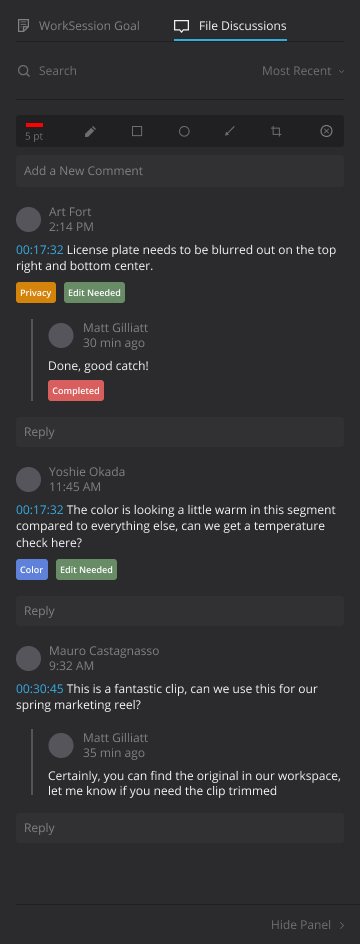 WorkSession Goal
File Discussions
Search
Most Recent
5 pt
Add a New Comment
Art Fort
2:14 PM
00:17:32 License plate needs to be blurred out on the top
right and bottom center.
Privacy
Edit Needed
Matt Gilliatt
30 min ago
Done, good catch!
Completed
Reply
Yoshie Okada
11:45 AM
00:17:32 The color is looking a little warm in this segment
compared to everything else, can we get a temperature
check here?
Color
Edit Needed
Reply
Mauro Castagnasso
9:32 AM
00:30:45 This is a fantastic clip, can we use this for our
spring marketing reel?
Matt Gilliatt
35 min ago
Certainly, you can find the original in our workspace,
let me know if you need the clip trimmed
Reply
Hide Panel